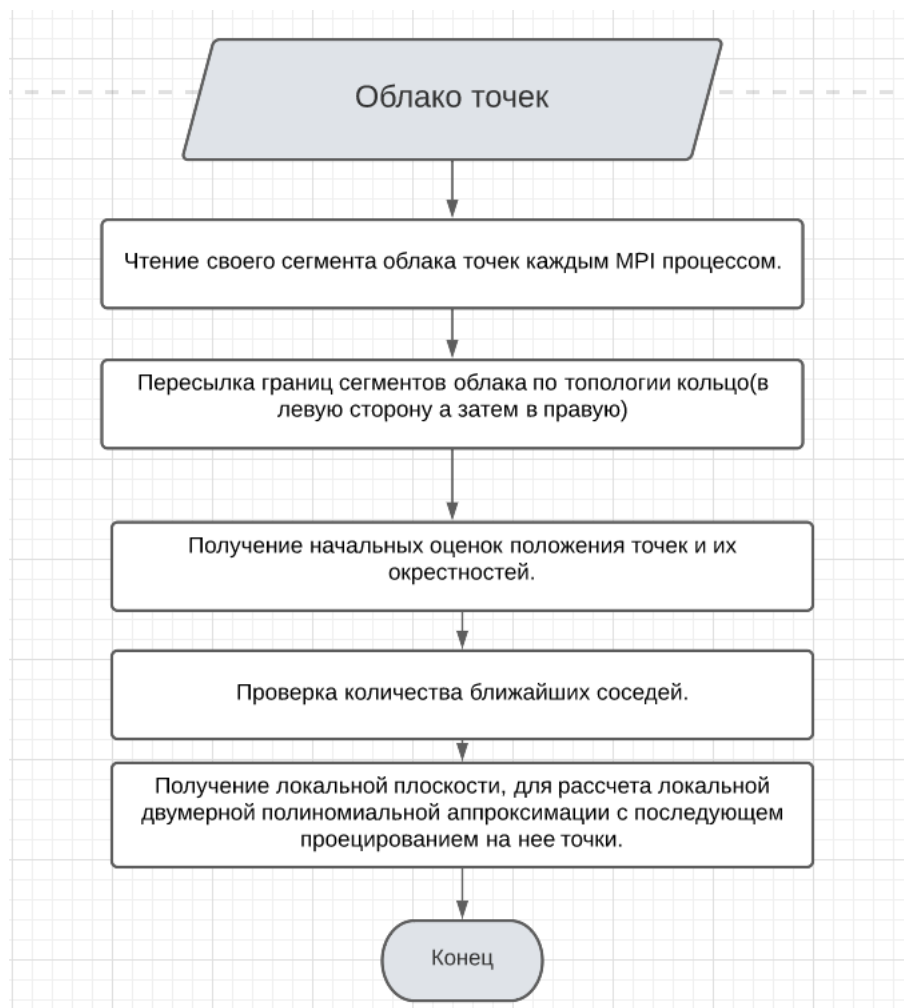 Облако точек
Чтение своего сегмента облака точек каждым MPI процессом.
Пересылка границ сегментов облака по топологии кольцо(в
левую сторону а затем в правую)
Получение начальных оценок положения точек и их
окрестностей.
Проверка количества ближайших соседей.
Получение локальной плоскости, для рассчета локальной
двумерной полиномиальной аппроксимации с последующем
проецированием на нее точки.
Конец